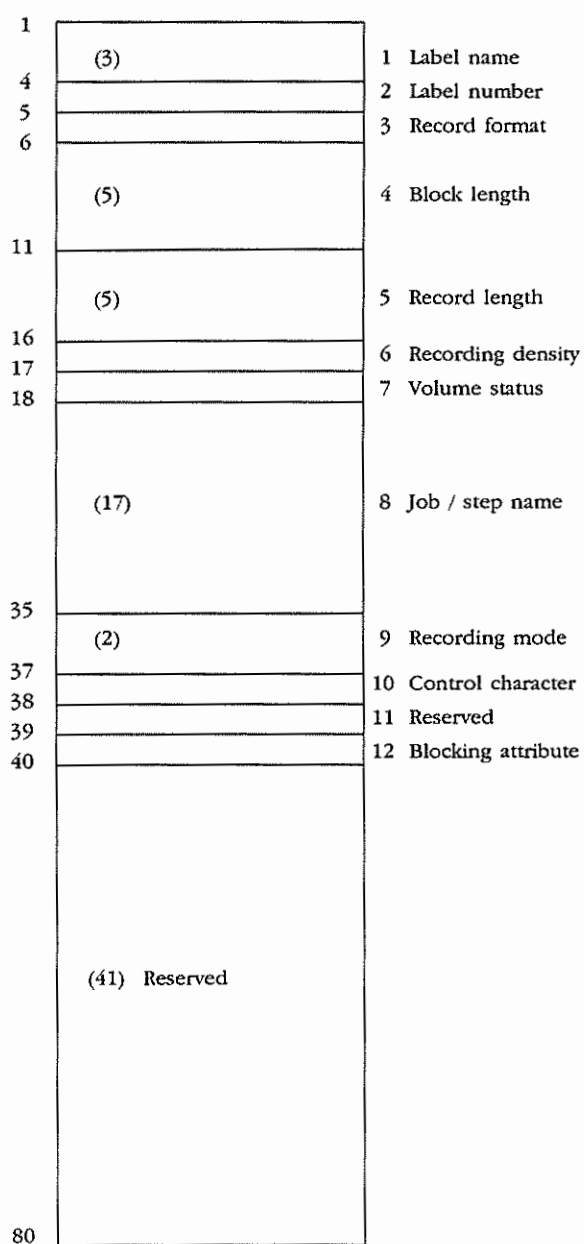 1
(3) 1 Label name
4
2 Label number
5
3 Record format
6
(5) 4 Block length
11
(5) 5 Record length
16
6 Recording density
17
7 Volume status
18
(17) 8 Job / step name
35
(2) 9 Recording mode
37
10 Control character
38
11 Reserved
39
12 Blocking attribute
40
(41) Reserved
80